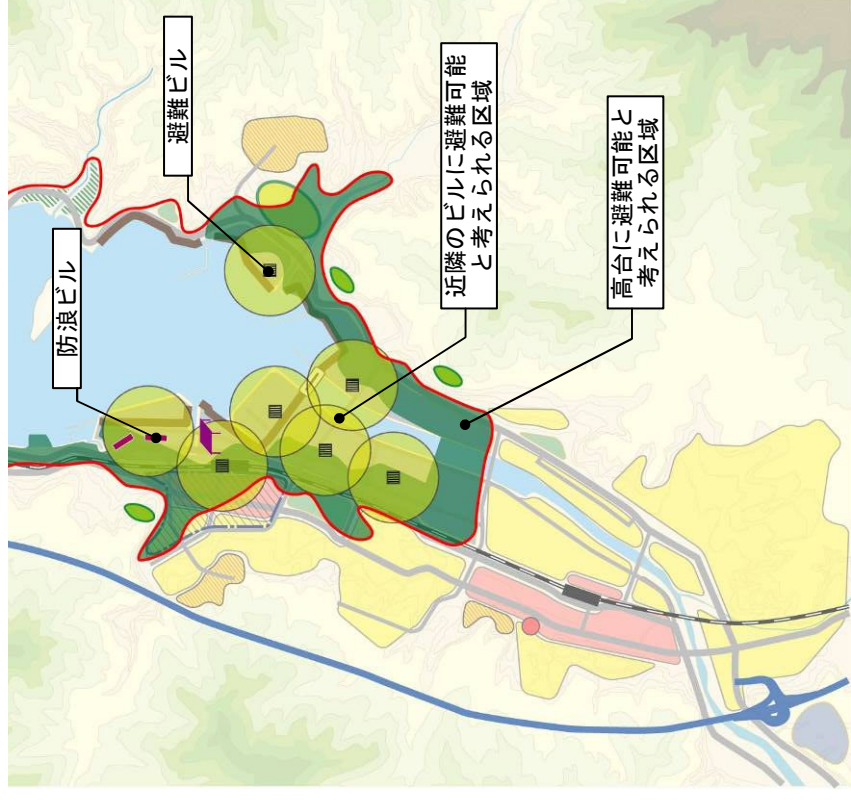 防浪ビル
避難ビル
近隣のビルに避難可能
と考えられる区域
高台に避難可能と
考えられる区域